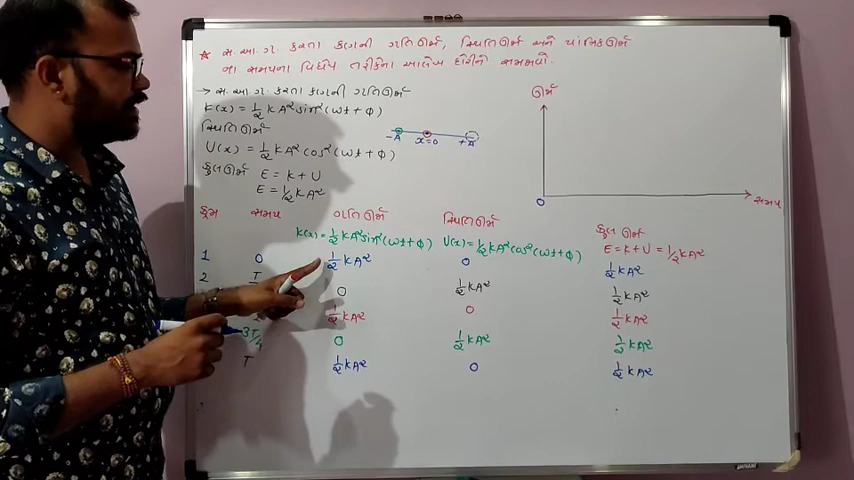 * સ.આ.ગ. કરતા કણની ગતિઊર્જા, સ્થિતિઊર્જા અને યાંત્રિકઊર્જા
ના સમયના વિધેય તરીકેના આલેખ દોરીને સમજાવો.
→ સ.આ.ગ. કરતા કણની ગતિઊર્જા
K(x) = 1/2 KA² sin² (ωt + ϕ)
સ્થિતિઊર્જા
U(x) = 1/2 KA² cos² (ωt + ϕ)
કુલઊર્જા E = K + U
E = 1/2 KA²
-A x=0 +A
ઊર્જા
O સમય
ક્રમ સમય ગતિઊર્જા સ્થિતિઊર્જા કુલઊર્જા
K(x) = 1/2 KA² sin² (ωt + ϕ) U(x) = 1/2 KA² cos² (ωt + ϕ) E = K + U = 1/2 KA²
1 0 1/2 KA² 0 1/2 KA²
2 T 0 1/2 KA² 1/2 KA²
1/2 KA² 0 1/2 KA²
3T/4 0 1/2 KA² 1/2 KA²
T 1/2 KA² 0 1/2 KA²